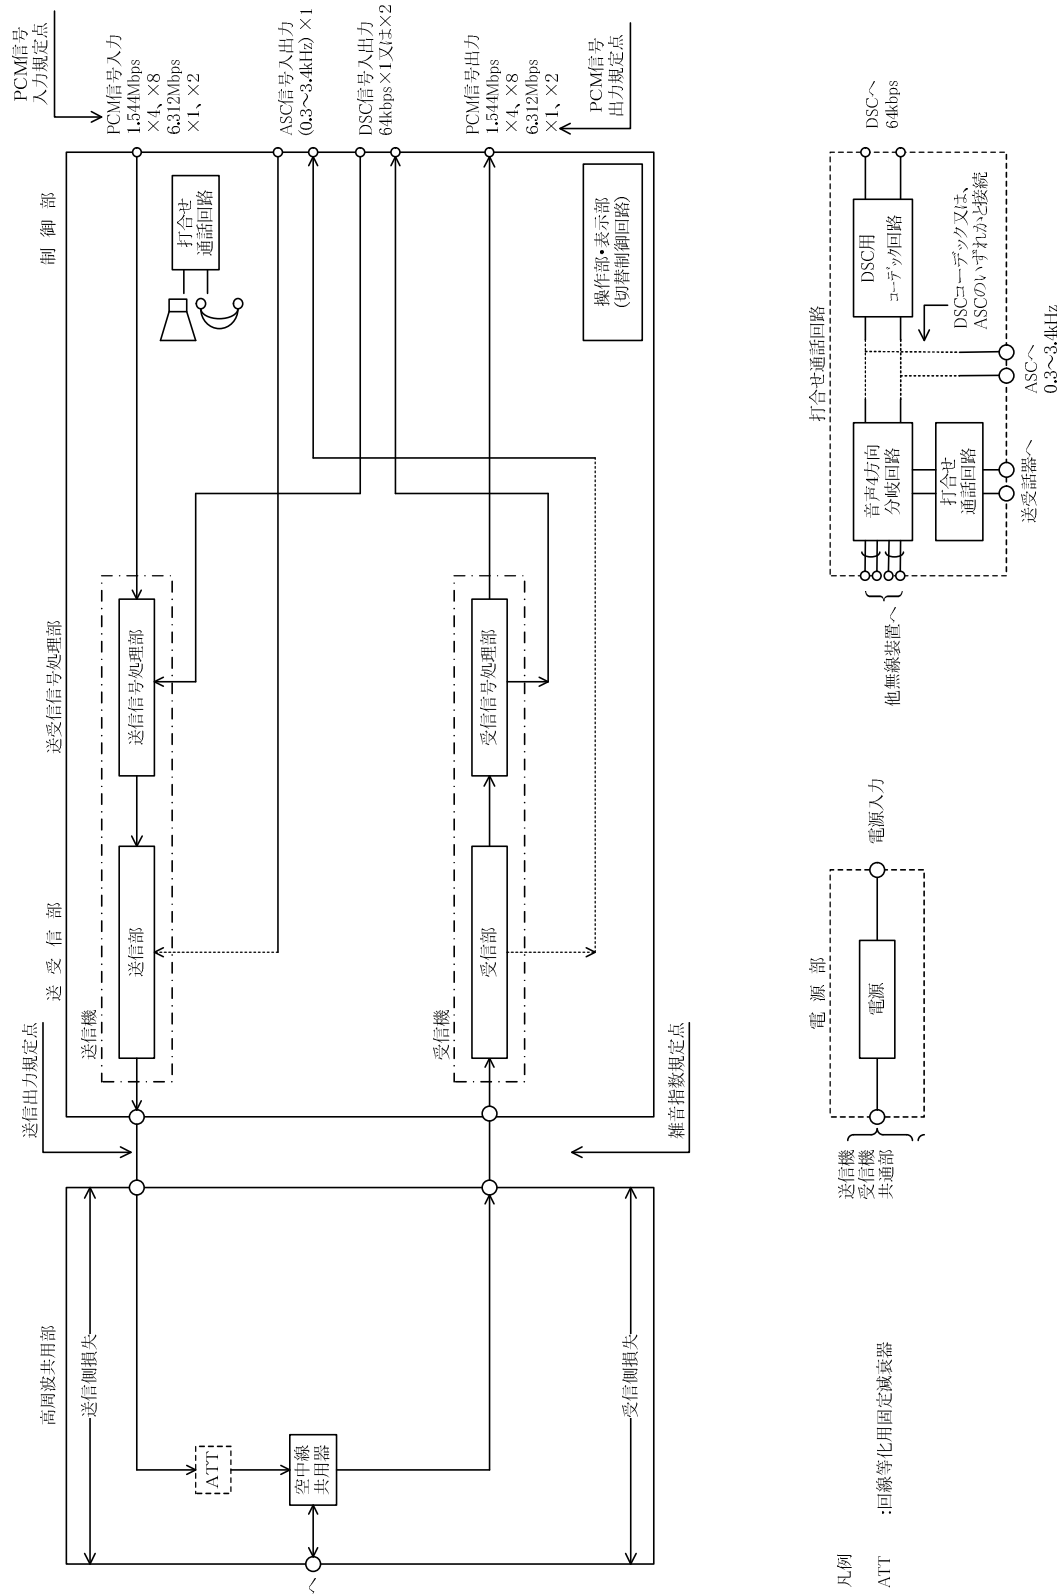 高周波共用部
送信側損失
ATT
空中線
共用器
へ
受信側損失
送信出力規定点
雑音指数規定点
送 受 信 部
送信機
送信部
受信機
受信部
送受信信号処理部
送信信号処理部
受信信号処理部
制 御 部
打合せ
通話回路
操作部・表示部
(切替制御回路)
PCM信号
入力規定点
PCM信号入力
1.544Mbps
×4、×8
6.312Mbps
×1、×2
ASC信号入出力
(0.3～3.4kHz) ×1
DSC信号入出力
64kbps×1又は×2
PCM信号出力
1.544Mbps
×4、×8
6.312Mbps
×1、×2
PCM信号
出力規定点
凡例
ATT :回線等化用固定減衰器
電 源 部
送信機
受信機
共通部
電源
電源入力
打合せ通話回路
他無線装置へ
音声4方向
分岐回路
打合せ
通話回路
送受話器へ
DSC用
コーデック回路
DSCコーデック又は、
ASCのいずれかと接続
ASCへ
0.3～3.4kHz
DSCへ
64kbps